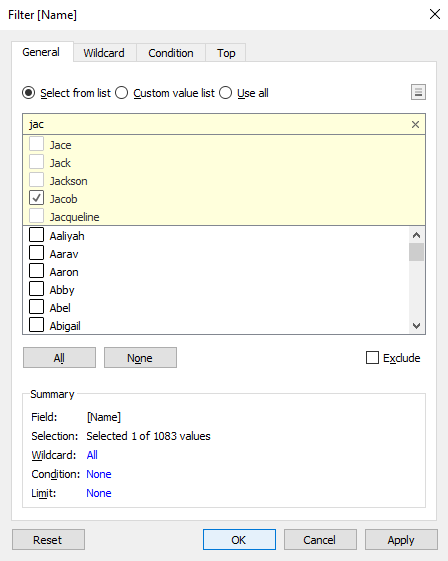 Filter [Name]
General Wildcard Condition Top
Select from list Custom value list Use all
jac
Jace
Jack
Jackson
Jacob
Jacqueline
Aaliyah
Aarav
Aaron
Abby
Abel
Abigail
All None Exclude
Summary
Field: [Name]
Selection: Selected 1 of 1083 values
Wildcard: All
Condition: None
Limit: None
Reset OK Cancel Apply